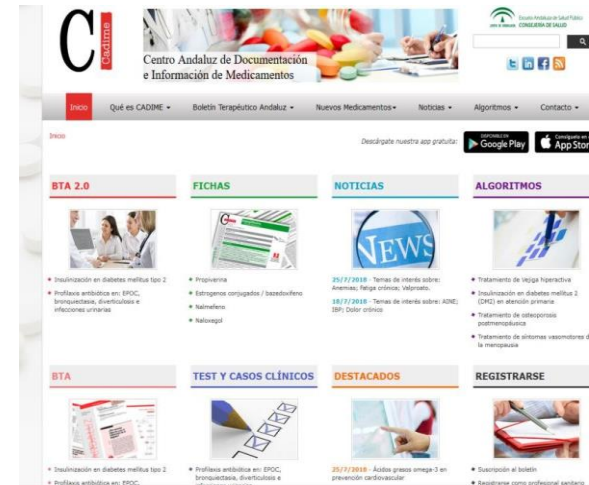 Cadime
Centro Andaluz de Documentación
e Información de Medicamentos
Escuela Andaluza de Salud Pública
CONSEJERÍA DE SALUD
Inicio Qué es CADIME Boletín Terapéutico Andaluz Nuevos Medicamentos Noticias Algoritmos Contacto
Inicio
Descárgate nuestra app gratuita:
DISPONIBLE EN
Google Play
Consíguelo en
App Stor
BTA 2.0
FICHAS
NOTICIAS
ALGORITMOS
NEWS
Insulinización en diabetes mellitus tipo 2
Profilaxis antibiótica en: EPOC,
bronquiectasia, diverticulosis e
infecciones urinarias
Propiverina
Estrogenos conjugados / bazedoxifeno
Nalmefeno
Naloxegol
25/7/2018 - Temas de interés sobre:
Anemias; fatiga crónica; Valproato.
18/7/2018 - Temas de interés sobre: AINE;
IBP; Dolor crónico
Tratamiento de Vejiga hiperactiva
Insulinización en diabetes mellitus 2
(DM2) en atención primaria
Tratamiento de osteoporosis
postmenopáusica
Tratamiento de síntomas vasomotores d
la menopausia
BTA
TEST Y CASOS CLÍNICOS
DESTACADOS
REGISTRARSE
Insulinización en diabetes mellitus tipo 2
Profilaxis antibiótica en: EPOC,
Profilaxis antibiótica en: EPOC,
bronquiectasia, diverticulosis e
infecciones urinarias
25/7/2018 - Ácidos grasos omega-3 en
prevención cardiovascular
Suscripción al boletín
Registrarse como profesional sanitario